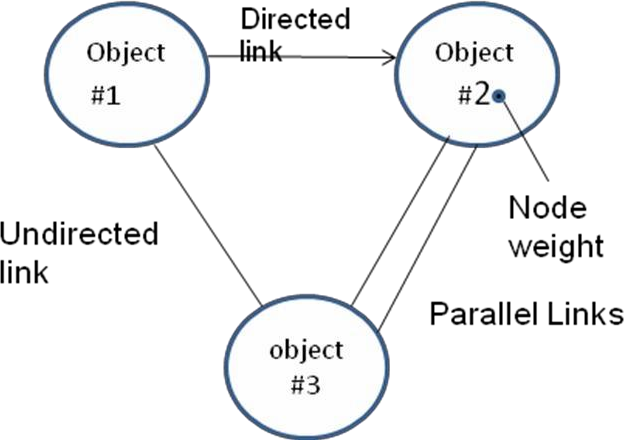 Directed
link
Object
#1
Object
#2
Undirected
link
Node
weight
Parallel Links
object
#3